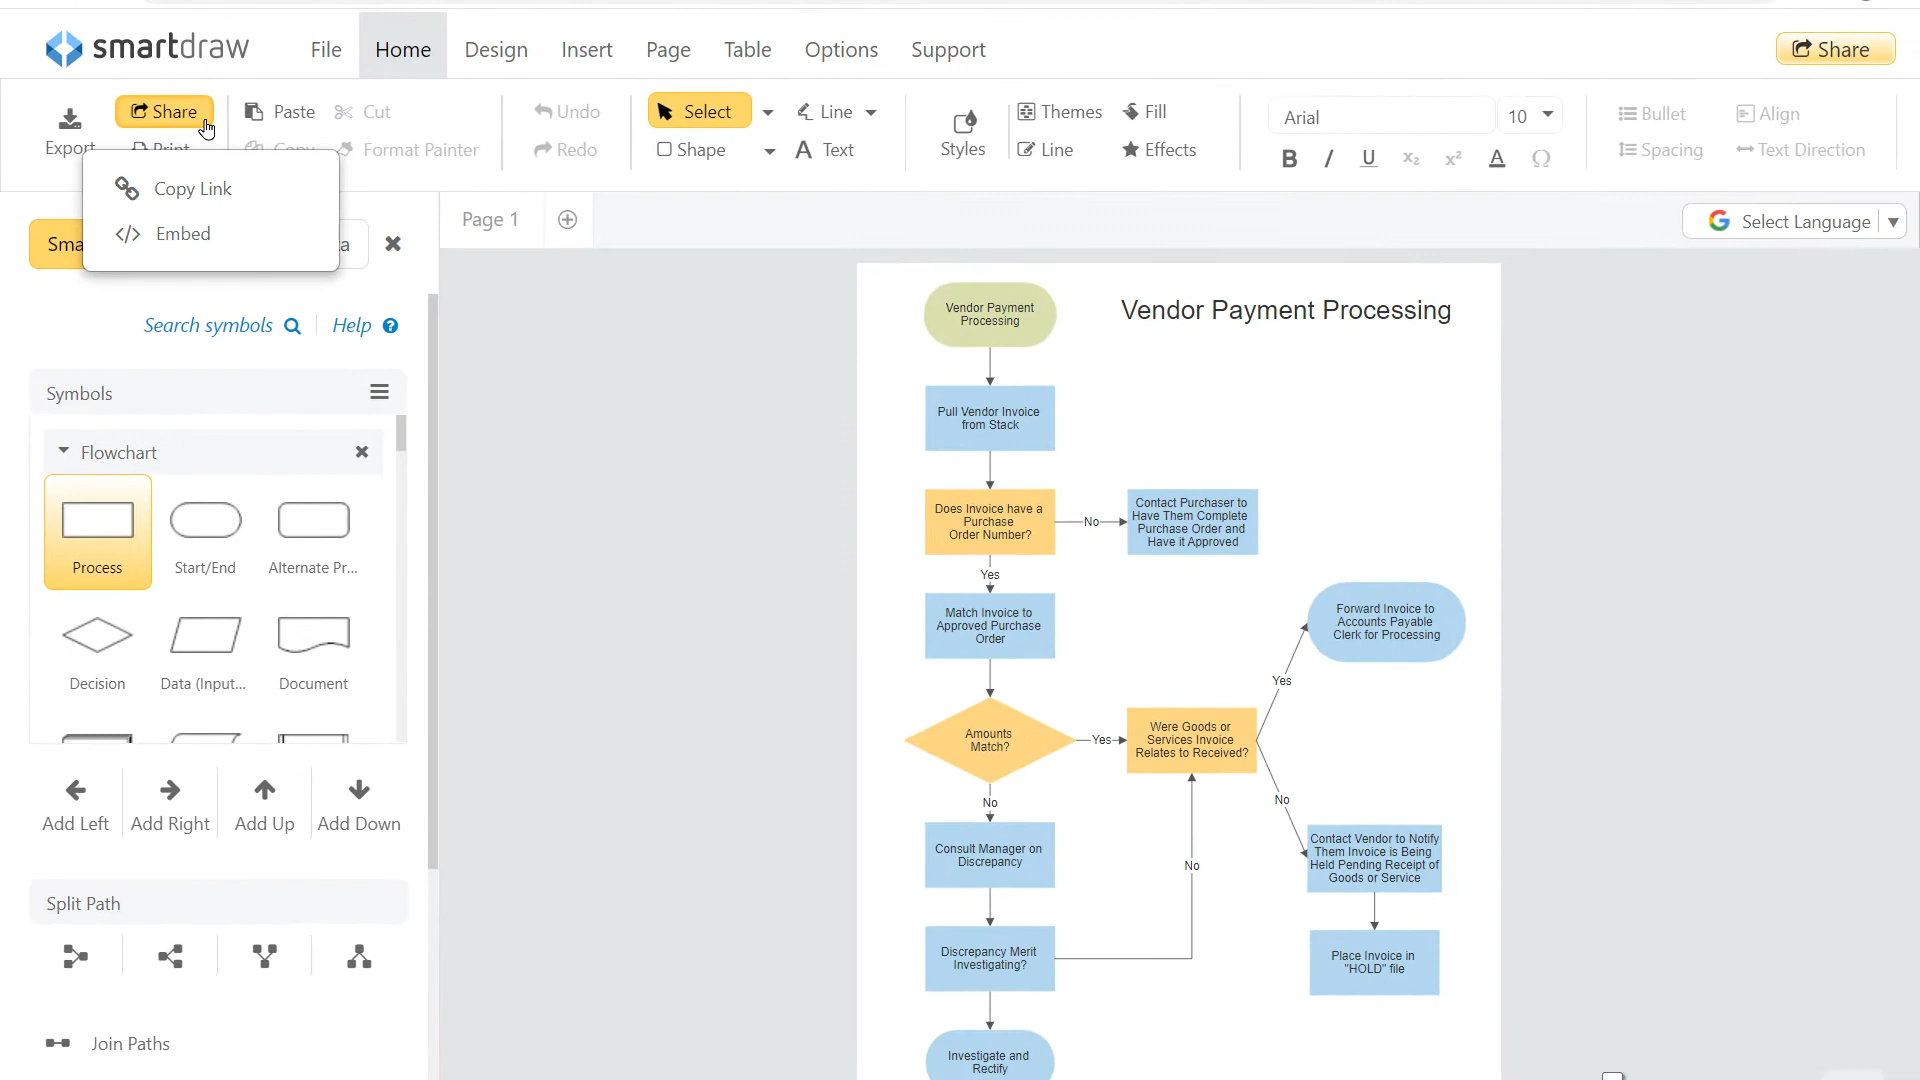 smartdraw
File
Home
Design
Insert
Page
Table
Options
Support
Share
Export
Share
Print
Paste
Cut
Copy
Format Painter
Undo
Redo
Select
Line
Shape
Text
Styles
Themes
Fill
Line
Effects
Arial
10
B
I
U
X₂
X²
A
Ω
Bullet
Align
Spacing
Text Direction
Copy Link
Embed
Sma
a
Page 1
Select Language
Search symbols
Help
Symbols
Flowchart
Process
Start/End
Alternate Pr...
Decision
Data (Input...
Document
Add Left
Add Right
Add Up
Add Down
Split Path
Join Paths
Vendor Payment Processing
Vendor Payment
Processing
Pull Vendor Invoice
from Stack
Does Invoice have a
Purchase
Order Number?
No
Contact Purchaser to
Have Them Complete
Purchase Order and
Have it Approved
Yes
Match Invoice to
Approved Purchase
Order
Forward Invoice to
Accounts Payable
Clerk for Processing
Yes
Amounts
Match?
Yes
Were Goods or
Services Invoice
Relates to Received?
No
No
Consult Manager on
Discrepancy
No
Contact Vendor to Notify
Them Invoice is Being
Held Pending Receipt of
Goods or Service
Discrepancy Merit
Investigating?
Place Invoice in
"HOLD" file
Investigate and
Rectify